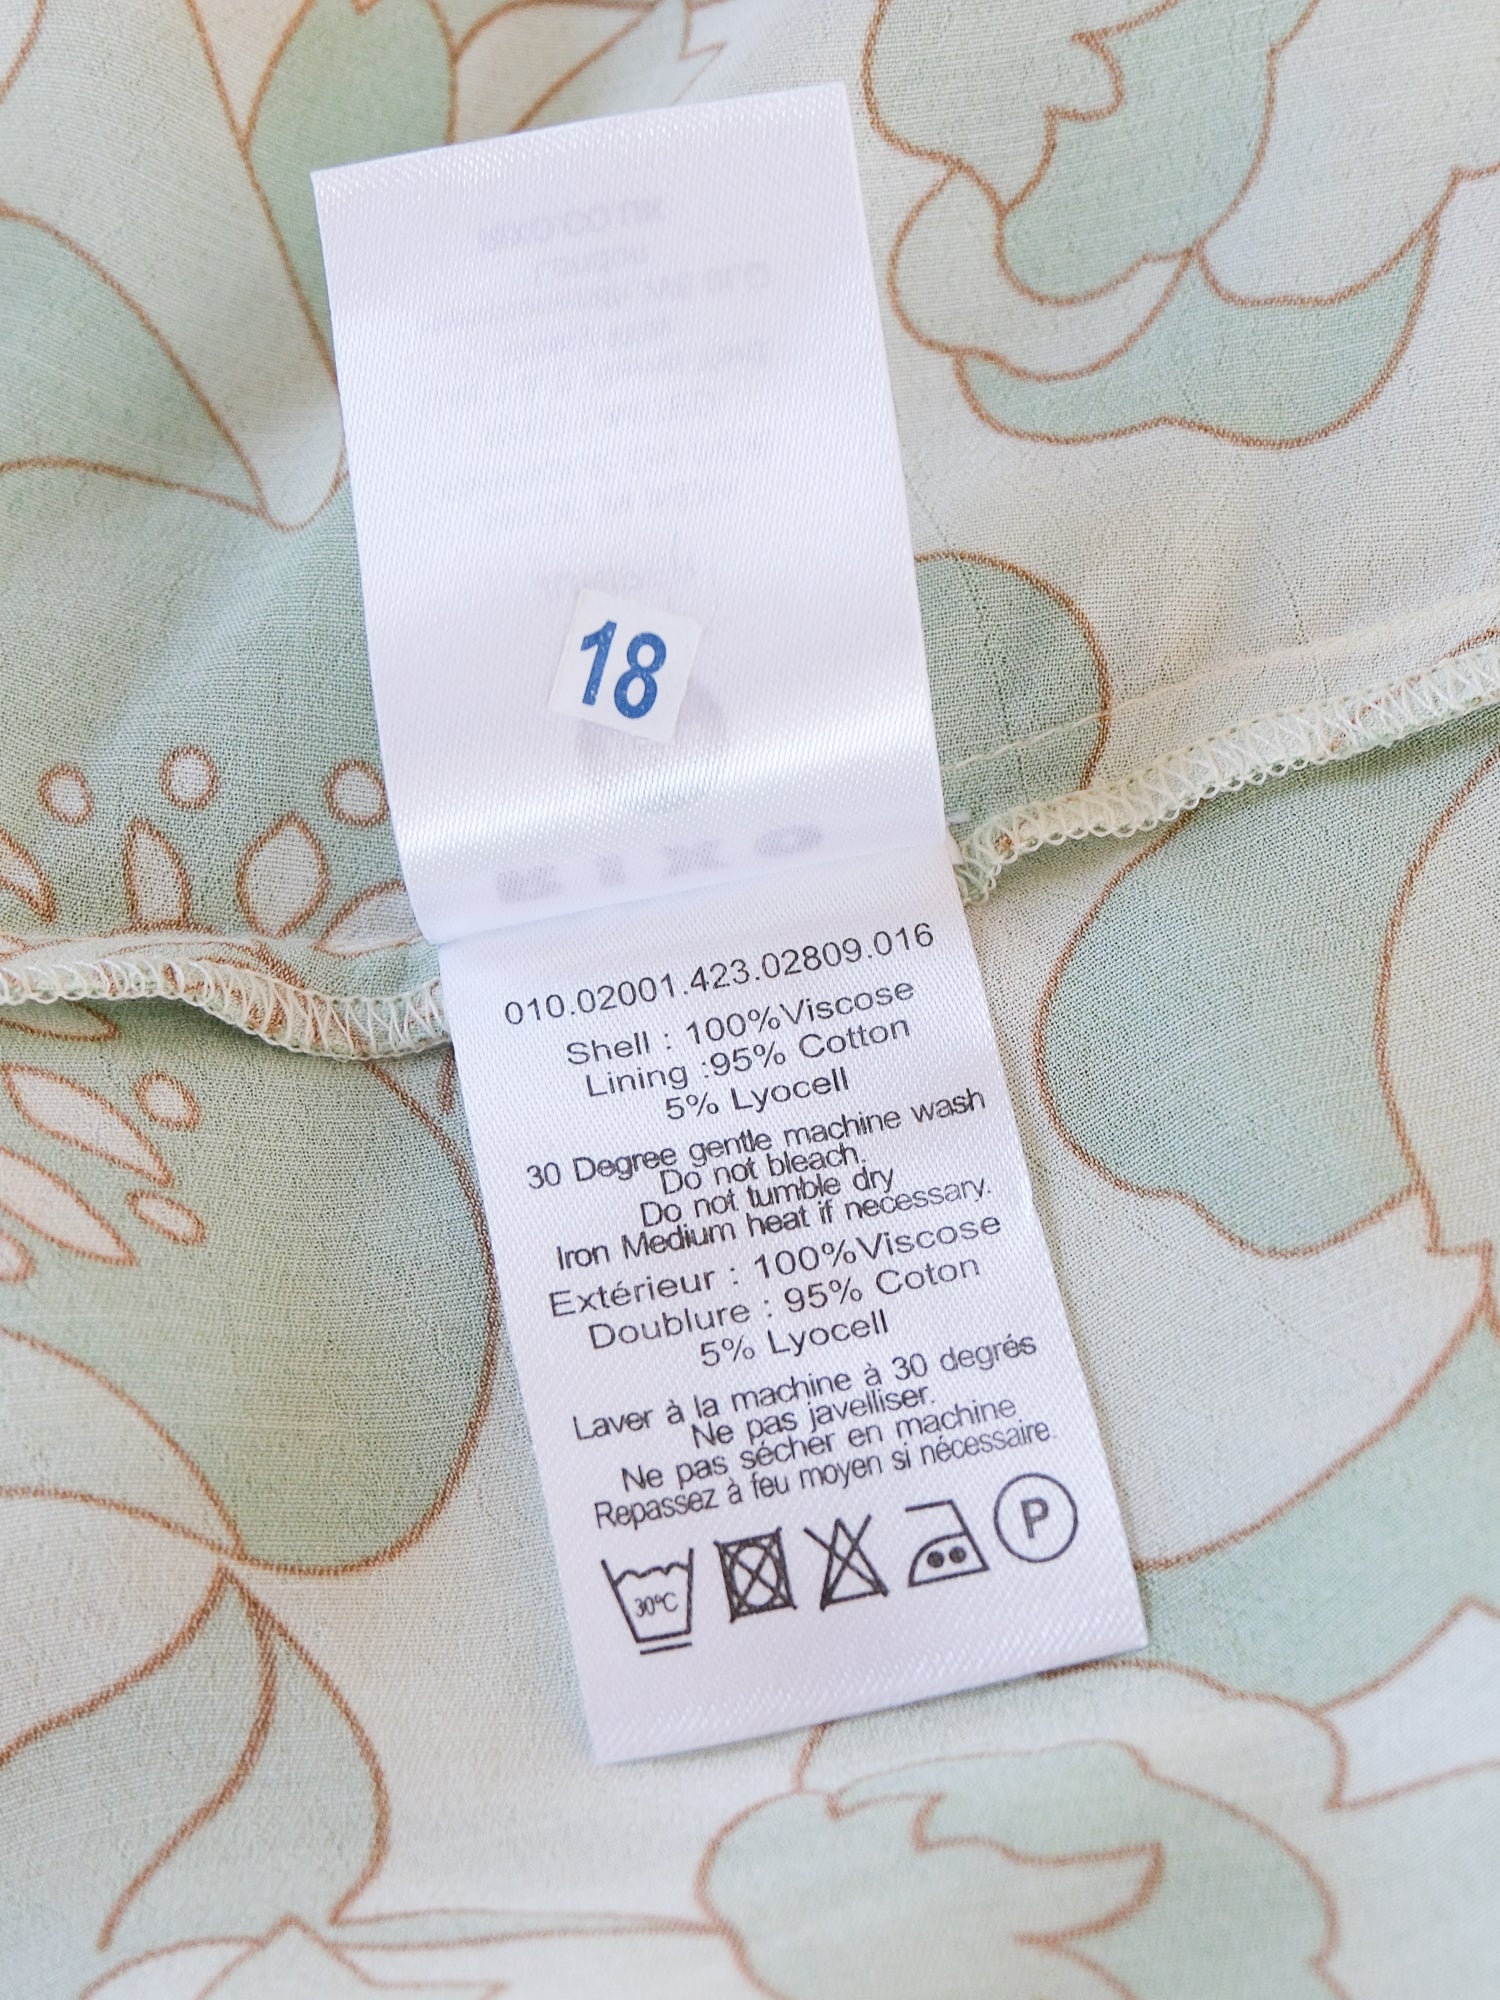 18
010.02001.423.02809.016
Shell : 100%Viscose
Lining :95% Cotton
5% Lyocell
30 Degree gentle machine wash
Do not bleach.
Do not tumble dry
Iron Medium heat if necessary.
Extérieur : 100%Viscose
Doublure : 95% Coton
5% Lyocell
Laver à la machine à 30 degrés
Ne pas javelliser.
Ne pas sécher en machine
Repassez à feu moyen si nécessaire.
30°C
P